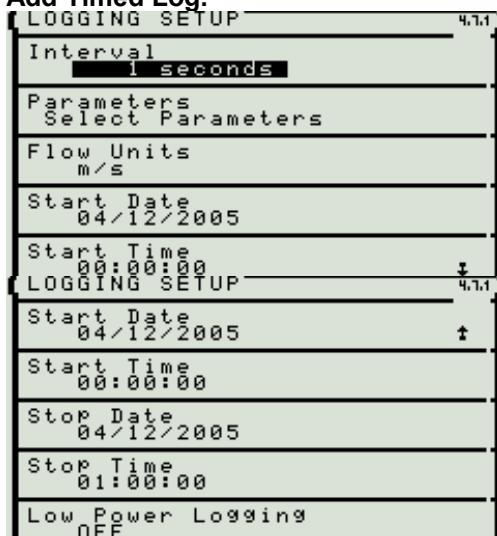 Add Timed Log:
LOGGING SETUP 4.7.1
Interval
1 seconds
Parameters
Select Parameters
Flow Units
m/s
Start Date
04/12/2005
Start Time
00:00:00
LOGGING SETUP 4.7.1
Start Date
04/12/2005
Start Time
00:00:00
Stop Date
04/12/2005
Stop Time
01:00:00
Low Power Logging
OFF